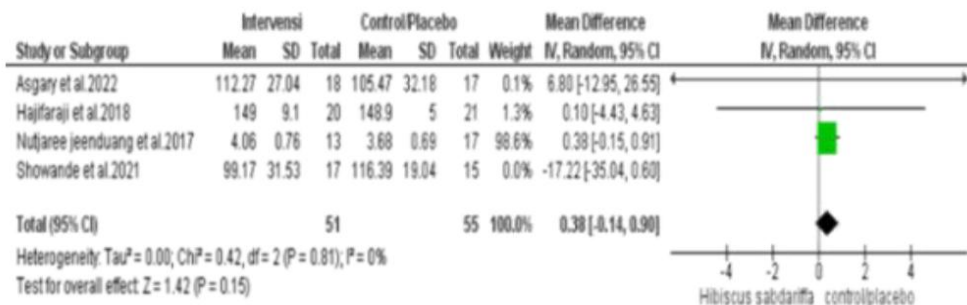 Intervensi Control/Placebo Mean Difference Mean Difference
Study or Subgroup Mean SD Total Mean SD Total Weight IV, Random, 95% CI IV, Random, 95% CI
Asgary et al.2022 112.27 27.04 18 105.47 32.18 17 0.1% 6.80 [-12.95, 26.55]
Hajifaraji et al.2018 149 9.1 20 148.9 5 21 1.3% 0.10 [-4.43, 4.63]
Nutjaree jeenduang et al.2017 4.06 0.76 13 3.68 0.69 17 98.6% 0.38 [-0.15, 0.91]
Showande et al.2021 99.17 31.53 17 116.39 19.04 15 0.0% -17.22 [-35.04, 0.60]
Total (95% CI) 51 55 100.0% 0.38 [-0.14, 0.90]
Heterogeneity: Tau² = 0.00; Chi² = 0.42, df = 2 (P = 0.81); I² = 0%
Test for overall effect: Z = 1.42 (P = 0.15)
-4 -2 0 2 4
Hibiscus sabdariffa control/placebo